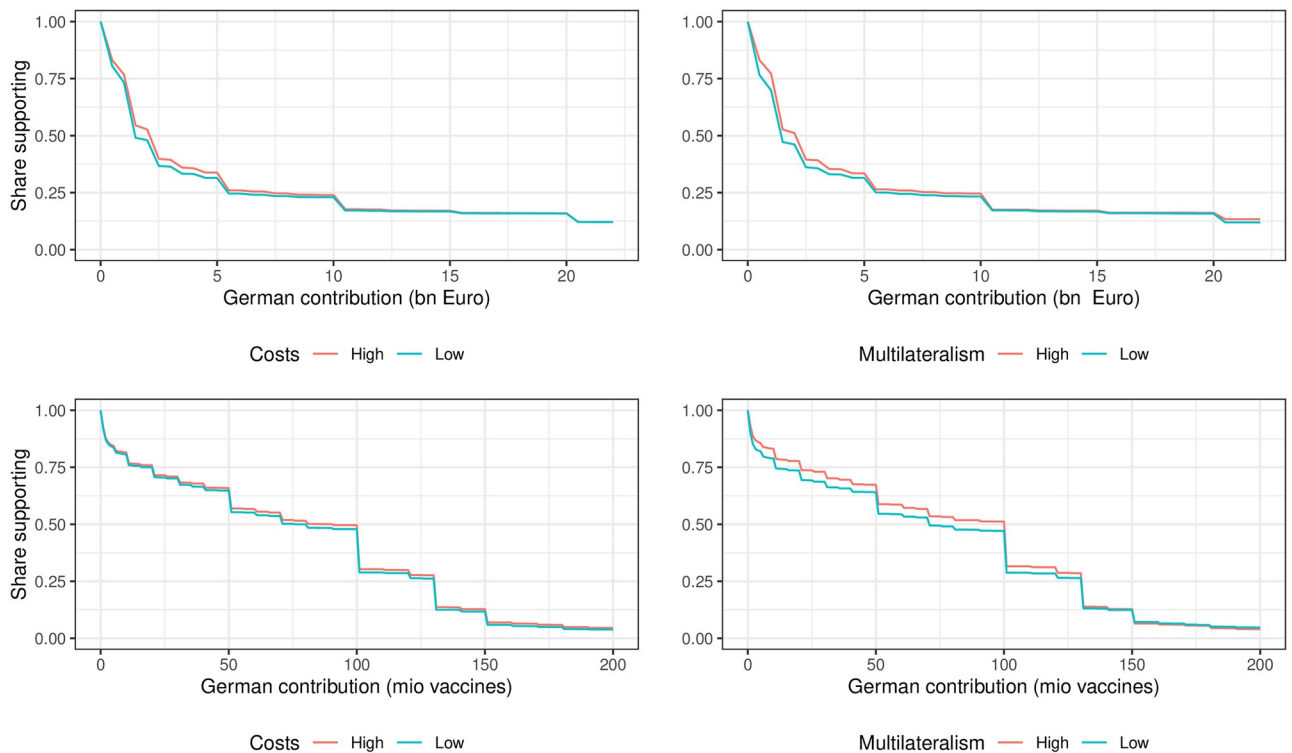 1.00
0.75
0.50
0.25
0.00
Share supporting
0 5 10 15 20
German contribution (bn Euro)
Costs High Low
1.00
0.75
0.50
0.25
0.00
0 5 10 15 20
German contribution (bn  Euro)
Multilateralism High Low
1.00
0.75
0.50
0.25
0.00
Share supporting
0 50 100 150 200
German contribution (mio vaccines)
Costs High Low
1.00
0.75
0.50
0.25
0.00
0 50 100 150 200
German contribution (mio vaccines)
Multilateralism High Low